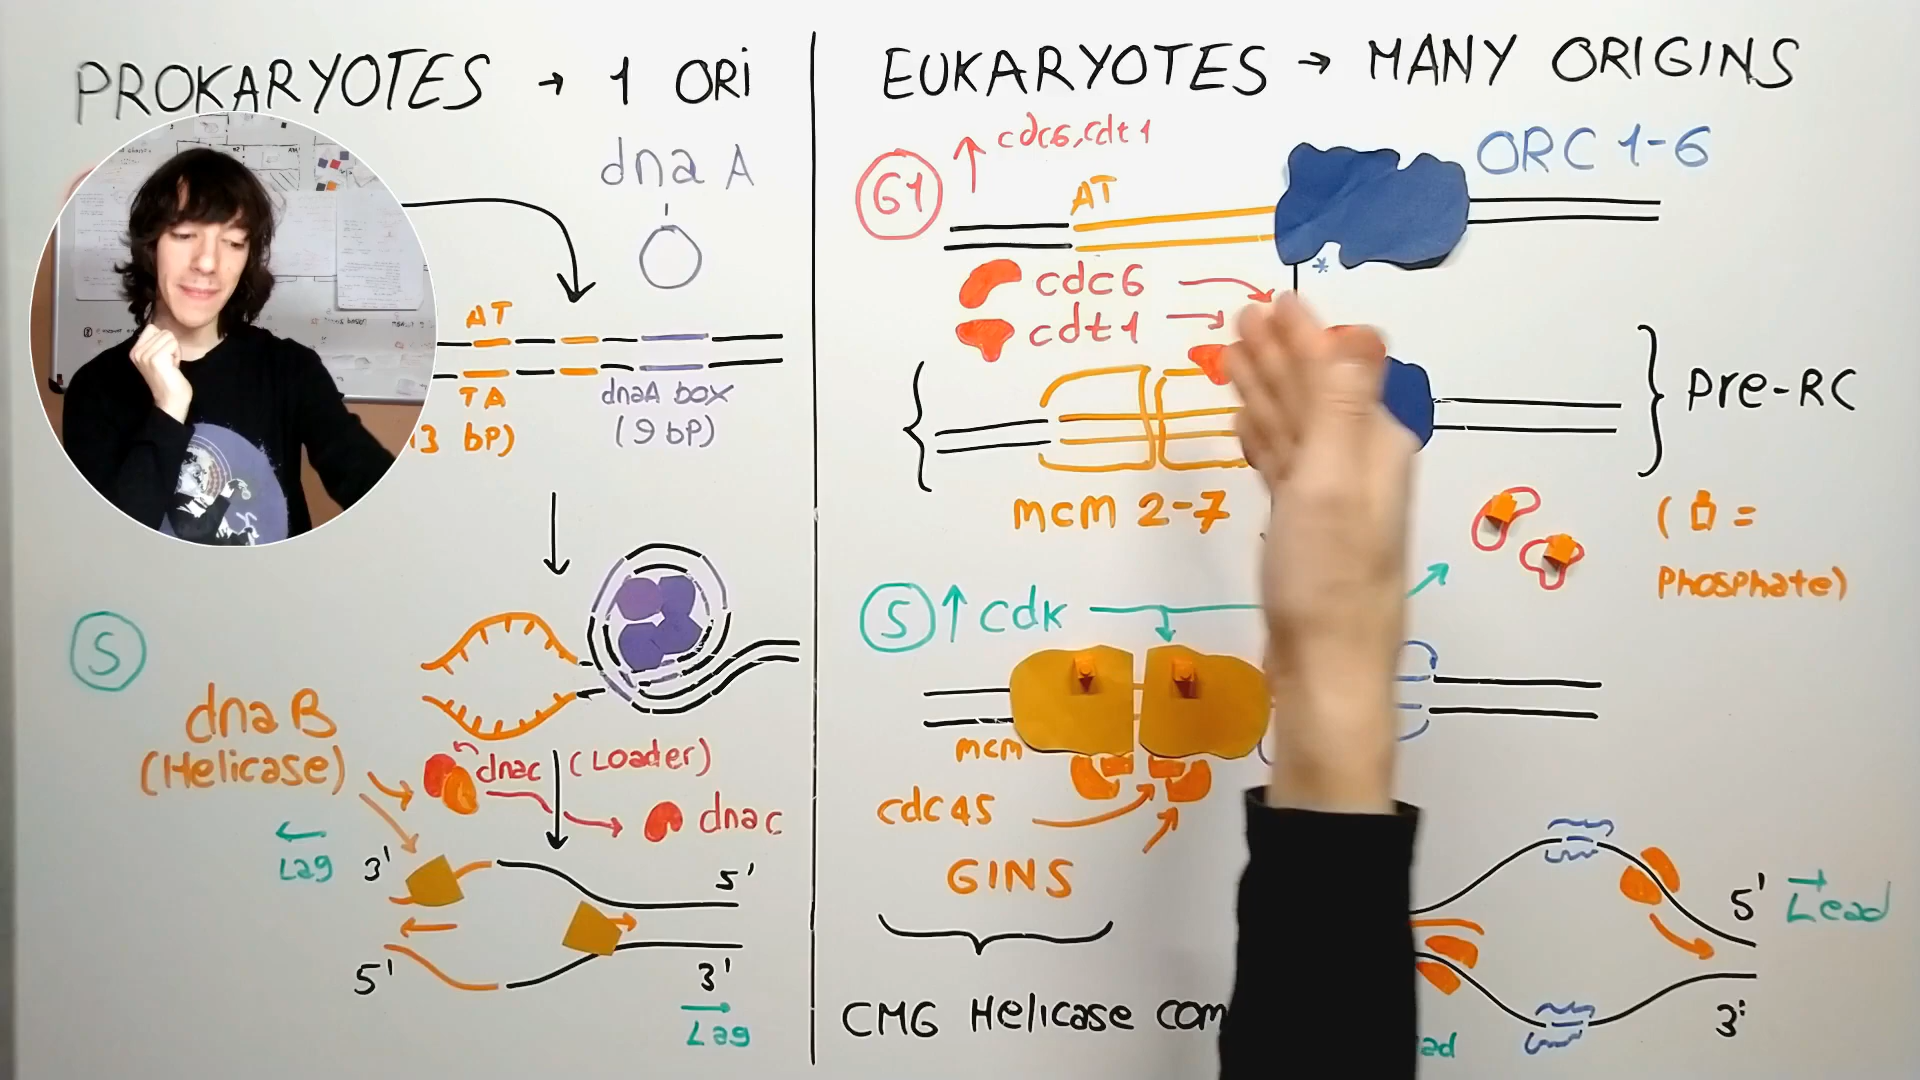 PROKARYOTES → 1 ORI
dna A
AT
TA
13 bP)
dnaA box
(9 bP)
S
dna B
(Helicase)
dnac (Loader)
dnac
← Lag
3'
5'
5'
3'
→ Lag
EUKARYOTES → MANY ORIGINS
G1 ↑ cdc6, cdt1
ORC 1-6
AT
*
cdc6
cdt1
Pre-RC
mcm 2-7
( =
Phosphate)
S ↑ cdk
mcm
cdc45
GINS
5' → Lead
3'
CMG Helicase com
ad